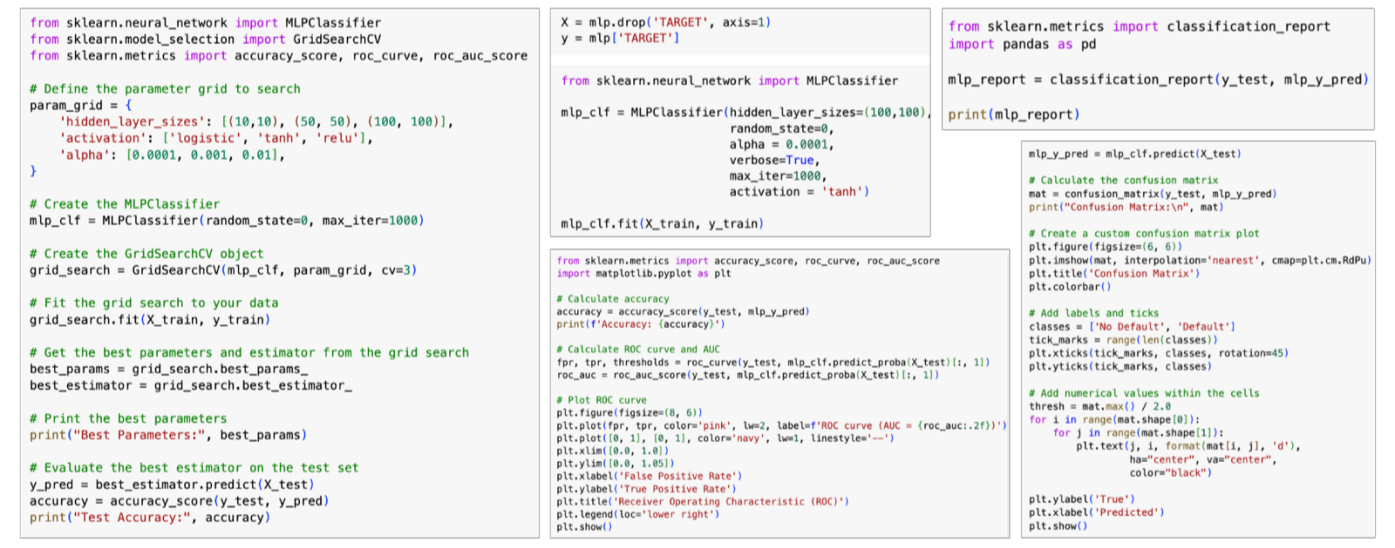 from sklearn.neural_network import MLPClassifier
from sklearn.model_selection import GridSearchCV
from sklearn.metrics import accuracy_score, roc_curve, roc_auc_score
# Define the parameter grid to search
param_grid = {
    'hidden_layer_sizes': [(10,10), (50, 50), (100, 100)],
    'activation': ['logistic', 'tanh', 'relu'],
    'alpha': [0.0001, 0.001, 0.01],
}
# Create the MLPClassifier
mlp_clf = MLPClassifier(random_state=0, max_iter=1000)
# Create the GridSearchCV object
grid_search = GridSearchCV(mlp_clf, param_grid, cv=3)
# Fit the grid search to your data
grid_search.fit(X_train, y_train)
# Get the best parameters and estimator from the grid search
best_params = grid_search.best_params_
best_estimator = grid_search.best_estimator_
# Print the best parameters
print("Best Parameters:", best_params)
# Evaluate the best estimator on the test set
y_pred = best_estimator.predict(X_test)
accuracy = accuracy_score(y_test, y_pred)
print("Test Accuracy:", accuracy)
X = mlp.drop('TARGET', axis=1)
y = mlp['TARGET']
from sklearn.neural_network import MLPClassifier
mlp_clf = MLPClassifier(hidden_layer_sizes=(100,100),
                        random_state=0,
                        alpha = 0.0001,
                        verbose=True,
                        max_iter=1000,
                        activation = 'tanh')
mlp_clf.fit(X_train, y_train)
from sklearn.metrics import accuracy_score, roc_curve, roc_auc_score
import matplotlib.pyplot as plt
# Calculate accuracy
accuracy = accuracy_score(y_test, mlp_y_pred)
print(f'Accuracy: {accuracy}')
# Calculate ROC curve and AUC
fpr, tpr, thresholds = roc_curve(y_test, mlp_clf.predict_proba(X_test)[:, 1])
roc_auc = roc_auc_score(y_test, mlp_clf.predict_proba(X_test)[:, 1])
# Plot ROC curve
plt.figure(figsize=(8, 6))
plt.plot(fpr, tpr, color='pink', lw=2, label=f'ROC curve (AUC = {roc_auc:.2f})')
plt.plot([0, 1], [0, 1], color='navy', lw=1, linestyle='--')
plt.xlim([0.0, 1.0])
plt.ylim([0.0, 1.05])
plt.xlabel('False Positive Rate')
plt.ylabel('True Positive Rate')
plt.title('Receiver Operating Characteristic (ROC)')
plt.legend(loc='lower right')
plt.show()
from sklearn.metrics import classification_report
import pandas as pd
mlp_report = classification_report(y_test, mlp_y_pred)
print(mlp_report)
mlp_y_pred = mlp_clf.predict(X_test)
# Calculate the confusion matrix
mat = confusion_matrix(y_test, mlp_y_pred)
print("Confusion Matrix:\n", mat)
# Create a custom confusion matrix plot
plt.figure(figsize=(6, 6))
plt.imshow(mat, interpolation='nearest', cmap=plt.cm.RdPu)
plt.title('Confusion Matrix')
plt.colorbar()
# Add labels and ticks
classes = ['No Default', 'Default']
tick_marks = range(len(classes))
plt.xticks(tick_marks, classes, rotation=45)
plt.yticks(tick_marks, classes)
# Add numerical values within the cells
thresh = mat.max() / 2.0
for i in range(mat.shape[0]):
    for j in range(mat.shape[1]):
        plt.text(j, i, format(mat[i, j], 'd'),
                 ha="center", va="center",
                 color="black")
plt.ylabel('True')
plt.xlabel('Predicted')
plt.show()